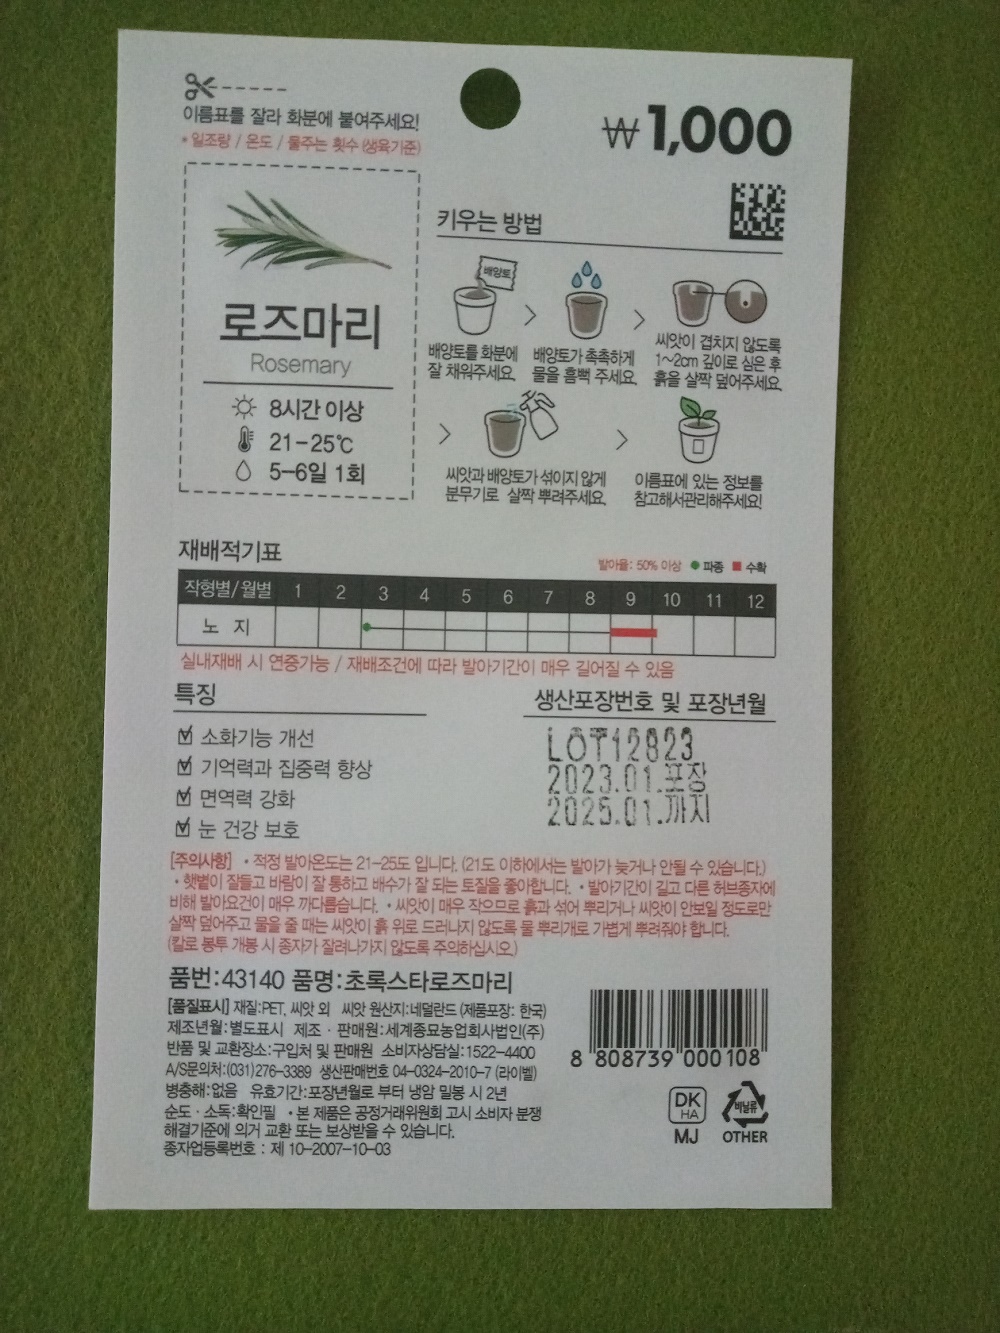 이름표를 잘라 화분에 붙여주세요!
• 일조량 / 온도 / 물주는 횟수 (생육기준)
₩1,000
로즈마리
Rosemary
8시간 이상
21-25℃
5-6일 1회
키우는 방법
배양토
배양토를 화분에
잘 채워주세요.
배양토가 촉촉하게
물을 흠뻑 주세요.
씨앗이 겹치지 않도록
1~2cm 깊이로 심은 후
흙을 살짝 덮어주세요.
씨앗과 배양토가 섞이지 않게
분무기로 살짝 뿌려주세요.
이름표에 있는 정보를
참고해서관리해주세요!
재배적기표
발아율: 50% 이상 ● 파종 ■ 수확
작형별/월별 1 2 3 4 5 6 7 8 9 10 11 12
노 지
실내재배 시 연중가능 / 재배조건에 따라 발아기간이 매우 길어질 수 있음
특징
소화기능 개선
기억력과 집중력 향상
면역력 강화
눈 건강 보호
생산포장번호 및 포장년월
LOT12823
2023.01.포장
2025.01.까지
[주의사항] • 적정 발아온도는 21-25도 입니다. (21도 이하에서는 발아가 늦거나 안될 수 있습니다.)
• 햇볕이 잘들고 바람이 잘 통하고 배수가 잘 되는 토질을 좋아합니다. • 발아기간이 길고 다른 허브종자에
비해 발아요건이 매우 까다롭습니다. • 씨앗이 매우 작으므로 흙과 섞어 뿌리거나 씨앗이 안보일 정도로만
살짝 덮어주고 물을 줄 때는 씨앗이 흙 위로 드러나지 않도록 물 뿌리개로 가볍게 뿌려줘야 합니다.
(칼로 봉투 개봉 시 종자가 잘려나가지 않도록 주의하십시오.)
품번:43140 품명:초록스타로즈마리
[품질표시] 재질:PET, 씨앗 외 씨앗 원산지:네덜란드 (제품포장: 한국)
제조년월:별도표시 제조 · 판매원:세계종묘농업회사법인(주)
반품 및 교환장소:구입처 및 판매원 소비자상담실:1522-4400
A/S문의처:(031)276-3389 생산판매번호 04-0324-2010-7 (라이벨)
병충해:없음 유효기간:포장년월로 부터 냉암 밀봉 시 2년
순도 · 소독:확인필 • 본 제품은 공정거래위원회 고시 소비자 분쟁
해결기준에 의거 교환 또는 보상받을 수 있습니다.
종자업등록번호 : 제 10-2007-10-03
8 808739 000108
DK
HA
MJ
비닐류
OTHER